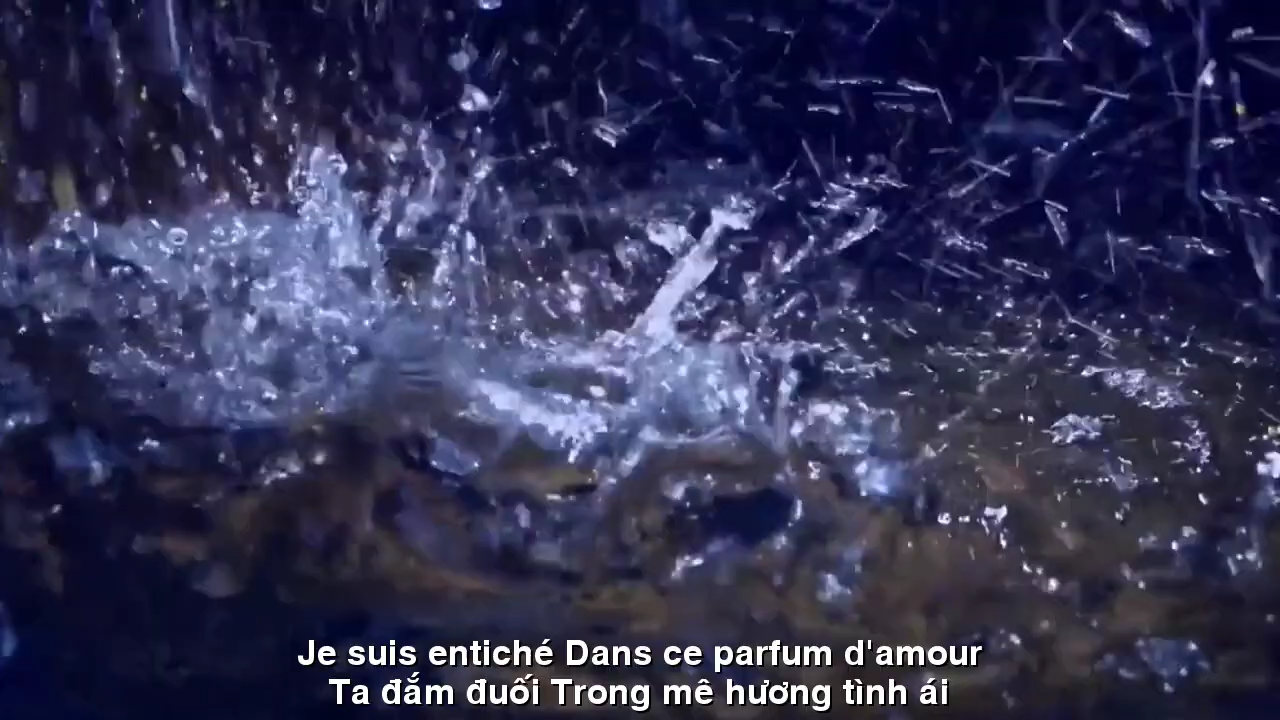 Je suis entiché Dans ce parfum d'amour
Ta đắm đuối Trong mê hương tình ái